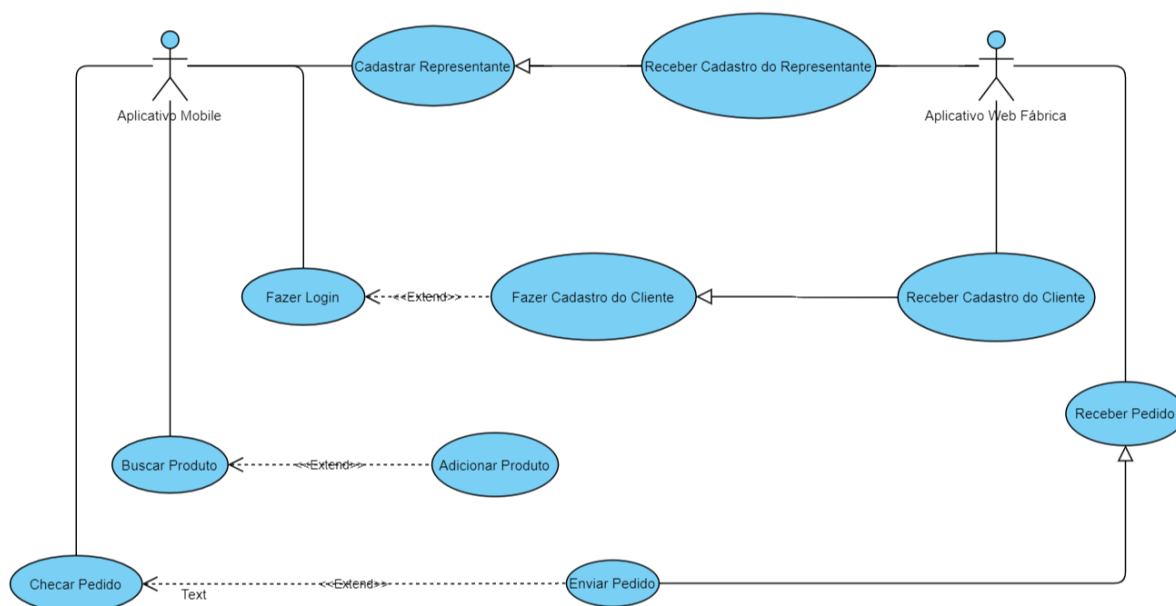 Cadastrar Representante
Receber Cadastro do Representante
Aplicativo Mobile
Aplicativo Web Fábrica
Fazer Login
<<Extend>>
Fazer Cadastro do Cliente
Receber Cadastro do Cliente
Receber Pedido
Buscar Produto
<<Extend>>
Adicionar Produto
Checar Pedido
<<Extend>>
Enviar Pedido
Text